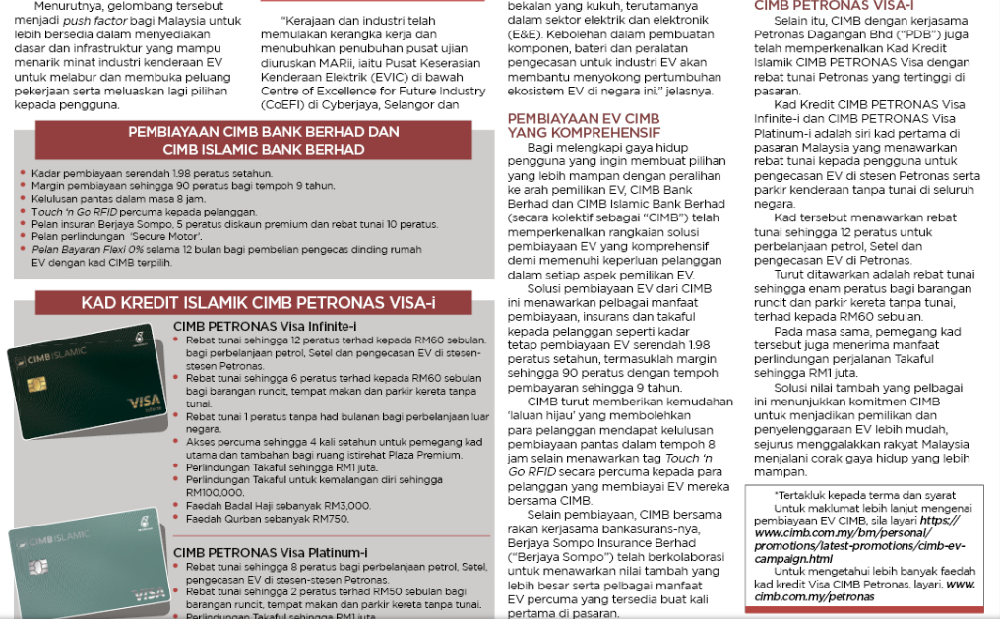 Menurutnya, gelombang tersebut
menjadi push factor bagi Malaysia untuk
lebih bersedia dalam menyediakan
dasar dan infrastruktur yang mampu
menarik minat industri kenderaan EV
untuk melabur dan membuka peluang
pekerjaan serta meluaskan lagi pilihan
kepada pengguna.
“Kerajaan dan industri telah
memulakan kerangka kerja dan
menubuhkan penubuhan pusat ujian
diuruskan MARii, iaitu Pusat Keserasian
Kenderaan Elektrik (EVIC) di bawah
Centre of Excellence for Future Industry
(CoEFI) di Cyberjaya, Selangor dan
PEMBIAYAAN CIMB BANK BERHAD DAN
CIMB ISLAMIC BANK BERHAD
• Kadar pembiayaan serendah 1.98 peratus setahun.
• Margin pembiayaan sehingga 90 peratus bagi tempoh 9 tahun.
• Kelulusan pantas dalam masa 8 jam.
• Touch ‘n Go RFID percuma kepada pelanggan.
• Pelan insuran Berjaya Sompo, 5 peratus diskaun premium dan rebat tunai 10 peratus.
• Pelan perlindungan ‘Secure Motor’.
• Pelan Bayaran Flexi 0% selama 12 bulan bagi pembelian pengecas dinding rumah
EV dengan kad CIMB terpilih.
KAD KREDIT ISLAMIK CIMB PETRONAS VISA-i
CIMB ISLAMIC
VISA
Infinite
CIMB PETRONAS Visa Infinite-i
• Rebat tunai sehingga 12 peratus terhad kepada RM60 sebulan.
bagi perbelanjaan petrol, Setel dan pengecasan EV di stesen-
stesen Petronas.
• Rebat tunai sehingga 6 peratus terhad kepada RM60 sebulan
bagi barangan runcit, tempat makan dan parkir kereta tanpa
tunai.
• Rebat tunai 1 peratus tanpa had bulanan bagi perbelanjaan luar
negara.
• Akses percuma sehingga 4 kali setahun untuk pemegang kad
utama dan tambahan bagi ruang istirehat Plaza Premium.
• Perlindungan Takaful sehingga RM1 juta.
• Perlindungan Takaful untuk kemalangan diri sehingga
RM100,000.
• Faedah Badal Haji sebanyak RM3,000.
• Faedah Qurban sebanyak RM750.
CIMB ISLAMIC
VISA
CIMB PETRONAS Visa Platinum-i
• Rebat tunai sehingga 8 peratus bagi perbelanjaan petrol, Setel,
pengecasan EV di stesen-stesen Petronas.
• Rebat tunai sehingga 2 peratus terhad RM50 sebulan bagi
barangan runcit, tempat makan dan parkir kereta tanpa tunai.
• Perlindungan Takaful sehingga RM1 juta.
bekalan yang kukuh, terutamanya
dalam sektor elektrik dan elektronik
(E&E). Kebolehan dalam pembuatan
komponen, bateri dan peralatan
pengecasan untuk industri EV akan
membantu menyokong pertumbuhan
ekosistem EV di negara ini.” jelasnya.
PEMBIAYAAN EV CIMB
YANG KOMPREHENSIF
Bagi melengkapi gaya hidup
pengguna yang ingin membuat pilihan
yang lebih mampan dengan peralihan
ke arah pemilikan EV, CIMB Bank
Berhad dan CIMB Islamic Bank Berhad
(secara kolektif sebagai “CIMB”) telah
memperkenalkan rangkaian solusi
pembiayaan EV yang komprehensif
demi memenuhi keperluan pelanggan
dalam setiap aspek pemilikan EV.
Solusi pembiayaan EV dari CIMB
ini menawarkan pelbagai manfaat
pembiayaan, insurans dan takaful
kepada pelanggan seperti kadar
tetap pembiayaan EV serendah 1.98
peratus setahun, termasuklah margin
sehingga 90 peratus dengan tempoh
pembayaran sehingga 9 tahun.
CIMB turut memberikan kemudahan
‘laluan hijau’ yang membolehkan
para pelanggan mendapat kelulusan
pembiayaan pantas dalam tempoh 8
jam selain menawarkan tag Touch ‘n
Go RFID secara percuma kepada para
pelanggan yang membiayai EV mereka
bersama CIMB.
Selain pembiayaan, CIMB bersama
rakan kerjasama bankasurans-nya,
Berjaya Sompo Insurance Berhad
(“Berjaya Sompo”) telah berkolaborasi
untuk menawarkan nilai tambah yang
lebih besar serta pelbagai manfaat
EV percuma yang tersedia buat kali
pertama di pasaran.
CIMB PETRONAS VISA-i
Selain itu, CIMB dengan kerjasama
Petronas Dagangan Bhd (“PDB”) juga
telah memperkenalkan Kad Kredit
Islamik CIMB PETRONAS Visa dengan
rebat tunai Petronas yang tertinggi di
pasaran.
Kad Kredit CIMB PETRONAS Visa
Infinite-i dan CIMB PETRONAS Visa
Platinum-i adalah siri kad pertama di
pasaran Malaysia yang menawarkan
rebat tunai kepada pengguna untuk
pengecasan EV di stesen Petronas serta
parkir kenderaan tanpa tunai di seluruh
negara.
Kad tersebut menawarkan rebat
tunai sehingga 12 peratus untuk
perbelanjaan petrol, Setel dan
pengecasan EV di Petronas.
Turut ditawarkan adalah rebat tunai
sehingga enam peratus bagi barangan
runcit dan parkir kereta tanpa tunai,
terhad kepada RM60 sebulan.
Pada masa sama, pemegang kad
tersebut juga menerima manfaat
perlindungan perjalanan Takaful
sehingga RM1 juta.
Solusi nilai tambah yang pelbagai
ini menunjukkan komitmen CIMB
untuk menjadikan pemilikan dan
penyelenggaraan EV lebih mudah,
sejurus menggalakkan rakyat Malaysia
menjalani corak gaya hidup yang lebih
mampan.
*Tertakluk kepada terma dan syarat
Untuk maklumat lebih lanjut mengenai
pembiayaan EV CIMB, sila layari https://
www.cimb.com.my/bm/personal/
promotions/latest-promotions/cimb-ev-
campaign.html
Untuk mengetahui lebih banyak faedah
kad kredit Visa CIMB Petronas, layari, www.
cimb.com.my/petronas